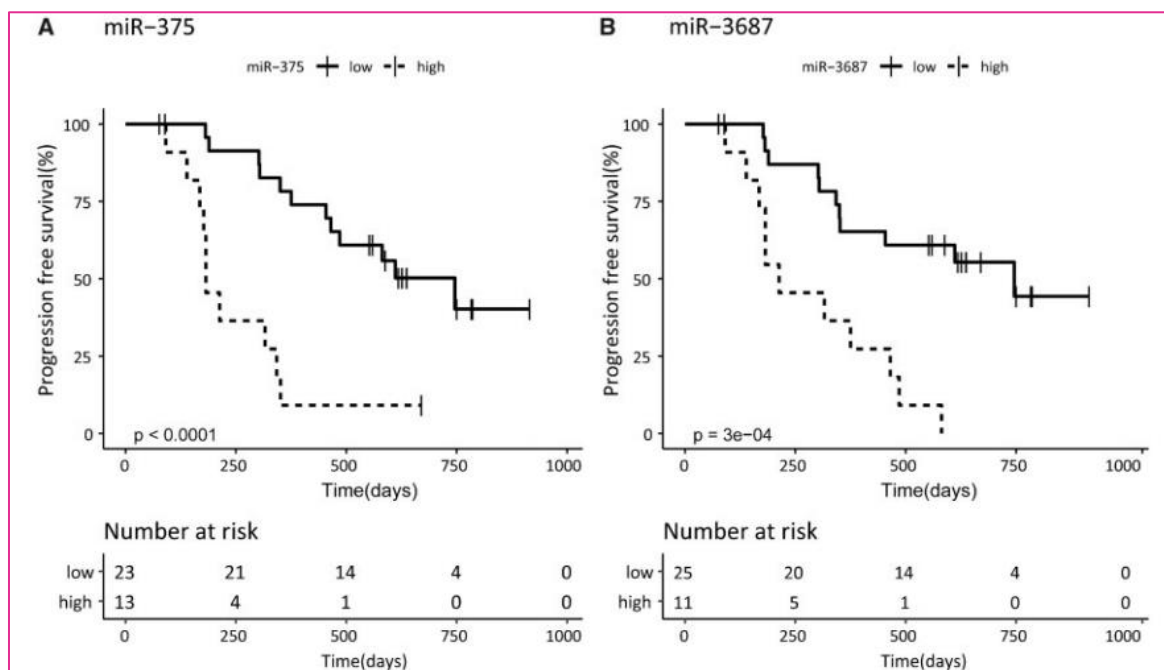 A miR−375
miR-375 low high
Progression free survival(%)
100
75
50
25
0
p < 0.0001
0 250 500 750 1000
Time(days)
Number at risk
low 23 21 14 4 0
high 13 4 1 0 0
0 250 500 750 1000
Time(days)
B miR−3687
miR-3687 low high
Progression free survival(%)
100
75
50
25
0
p = 3e−04
0 250 500 750 1000
Time(days)
Number at risk
low 25 20 14 4 0
high 11 5 1 0 0
0 250 500 750 1000
Time(days)